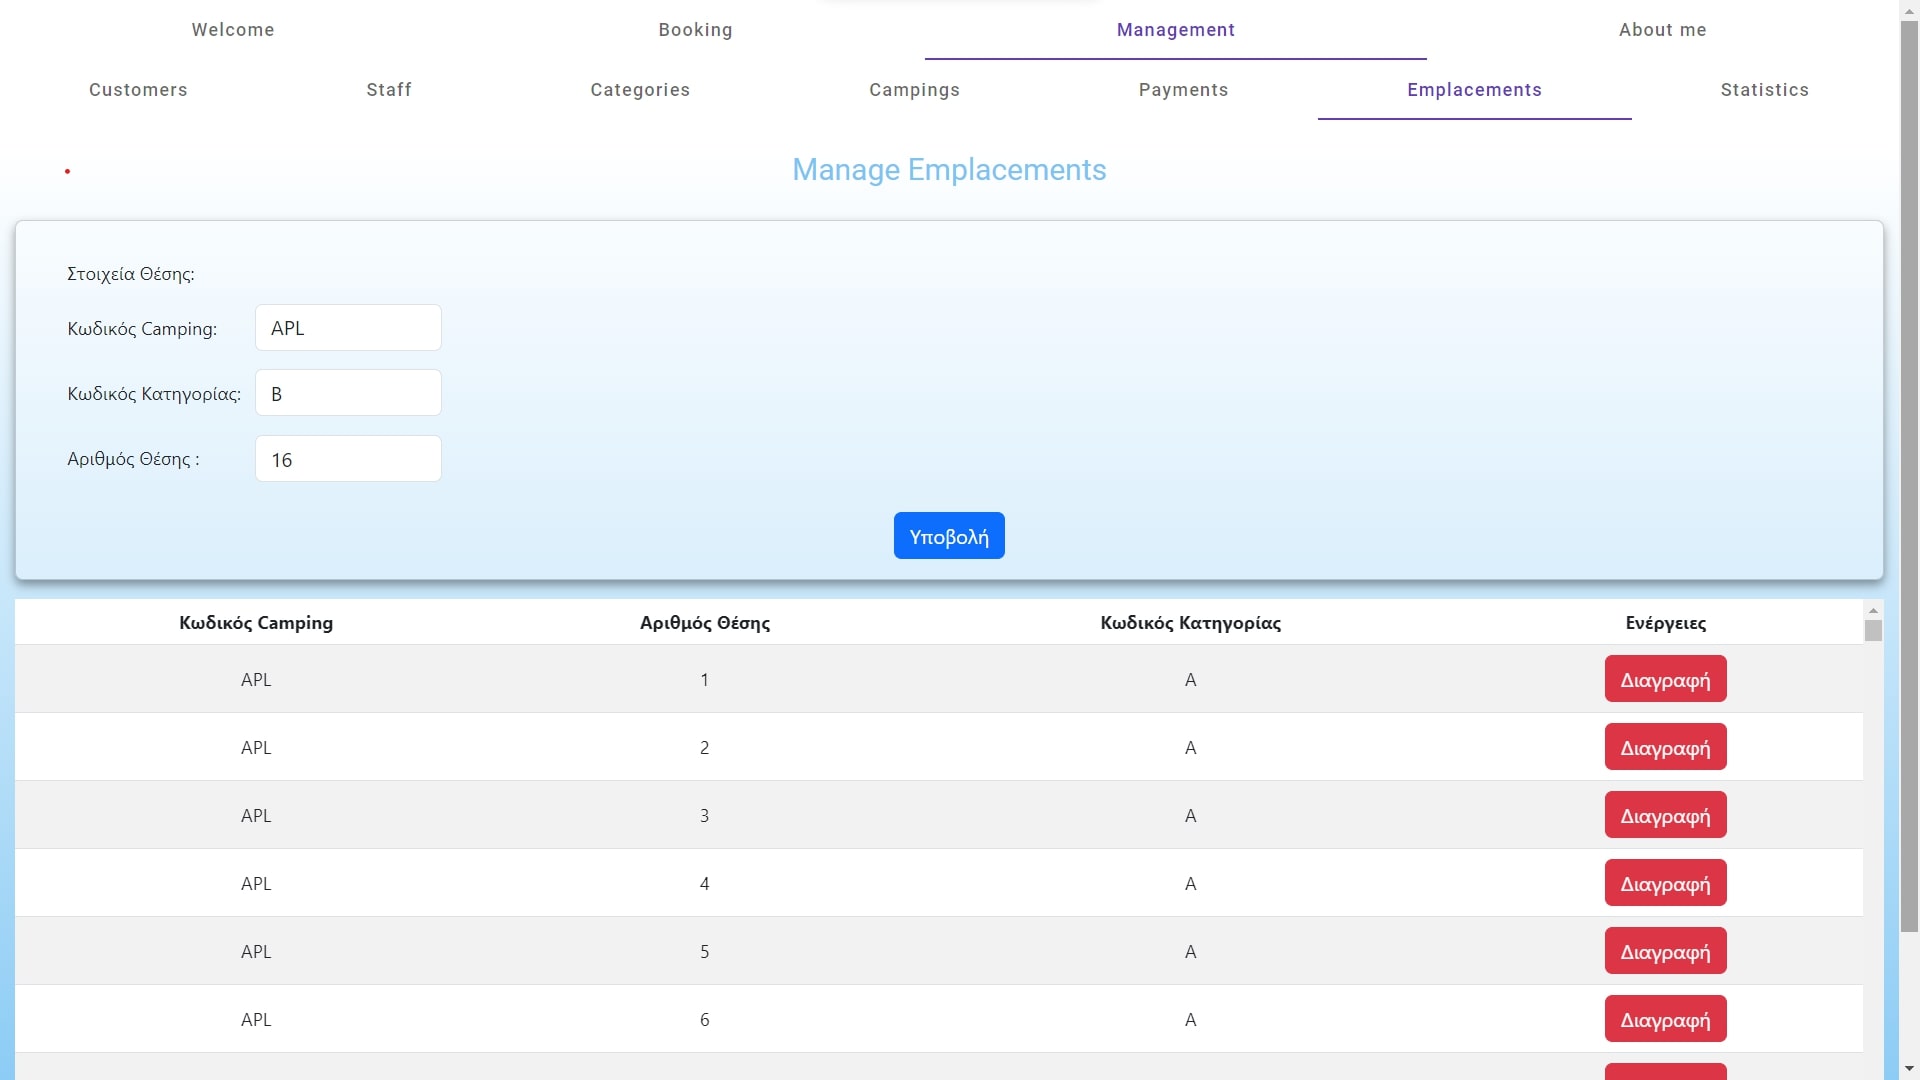 Welcome Booking Management About me
Customers Staff Categories Campings Payments Emplacements Statistics
Manage Emplacements
Στοιχεία Θέσης:
Κωδικός Camping: APL
Κωδικός Κατηγορίας: B
Αριθμός Θέσης : 16
Υποβολή
Κωδικός Camping Αριθμός Θέσης Κωδικός Κατηγορίας Ενέργειες
APL 1 A Διαγραφή
APL 2 A Διαγραφή
APL 3 A Διαγραφή
APL 4 A Διαγραφή
APL 5 A Διαγραφή
APL 6 A Διαγραφή